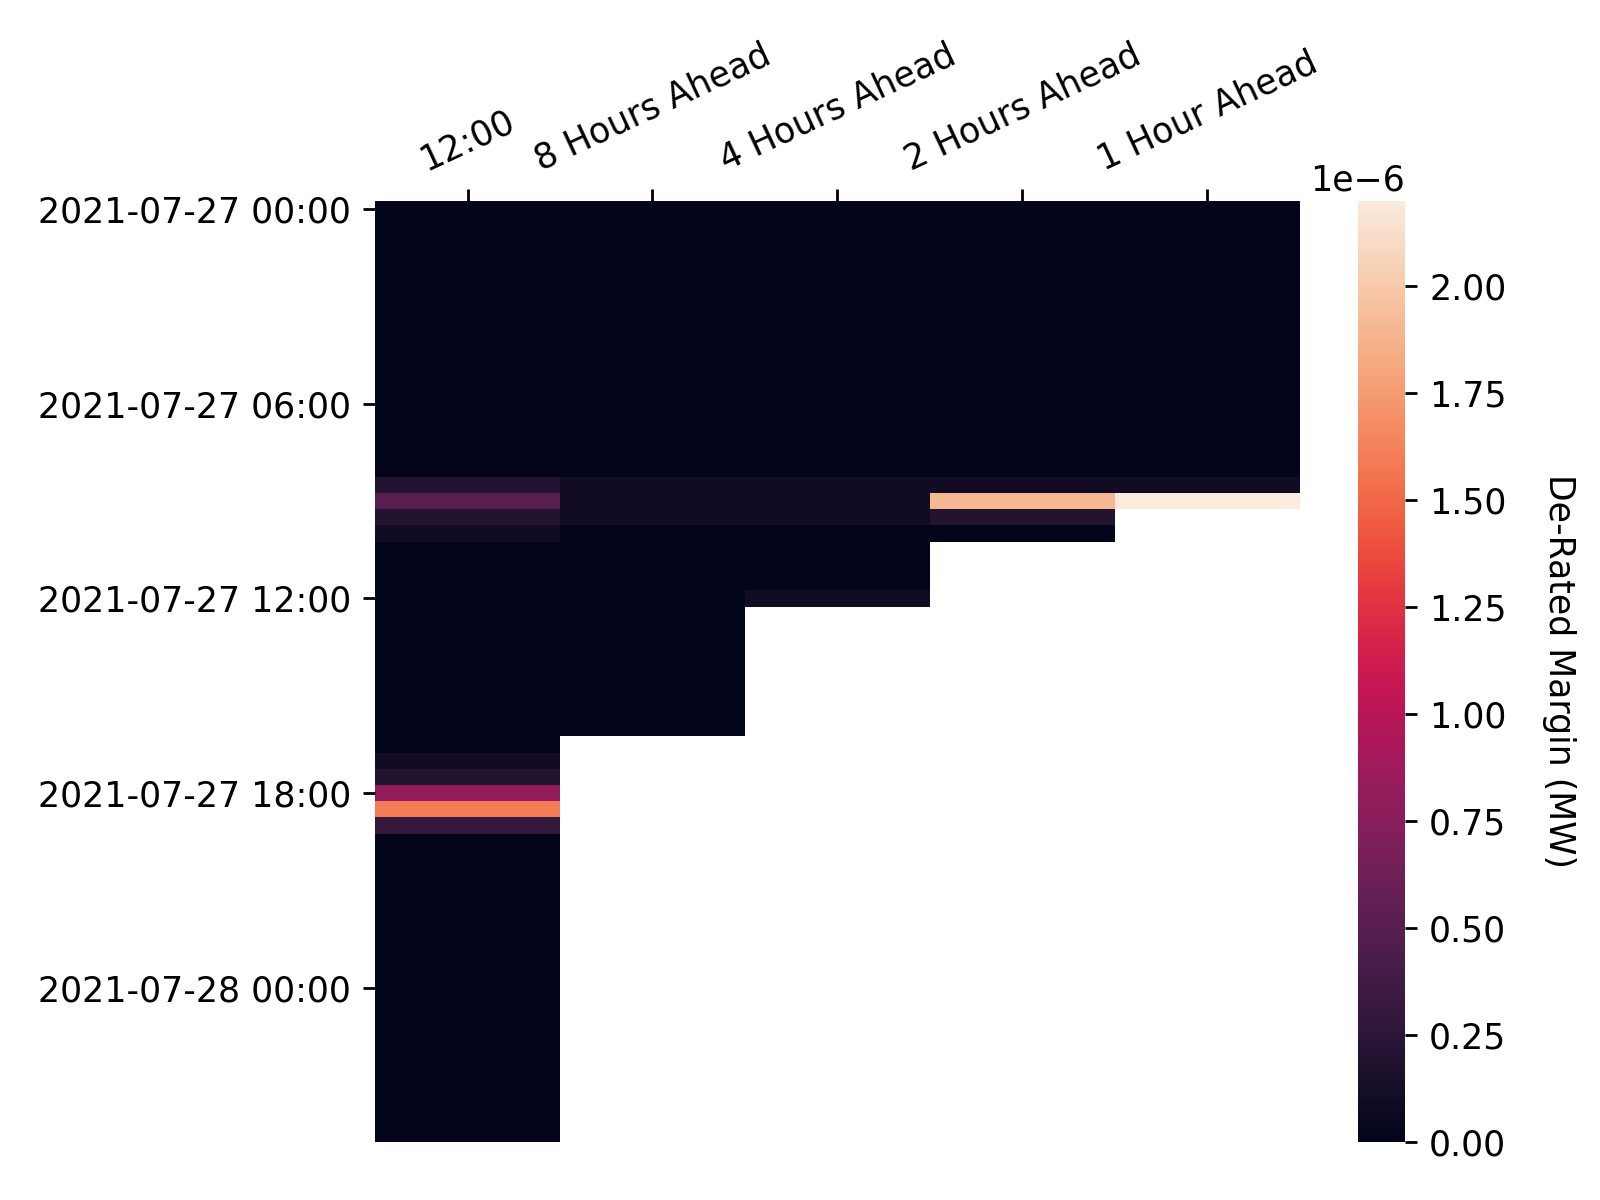 12:00
8 Hours Ahead
4 Hours Ahead
2 Hours Ahead
1 Hour Ahead
1e−6
2021-07-27 00:00
2021-07-27 06:00
2021-07-27 12:00
2021-07-27 18:00
2021-07-28 00:00
2.00
1.75
1.50
1.25
1.00
0.75
0.50
0.25
0.00
De-Rated Margin (MW)